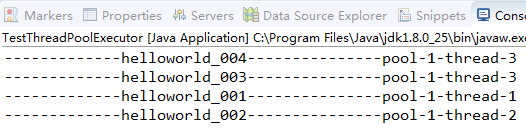 Markers Properties Servers Data Source Explorer Snippets Conso
TestThreadPoolExecutor [Java Application] C:\Program Files\Java\jdk1.8.0_25\bin\javaw.exe
-------------helloworld_004---------------pool-1-thread-3
-------------helloworld_003---------------pool-1-thread-3
-------------helloworld_001---------------pool-1-thread-1
-------------helloworld_002---------------pool-1-thread-2